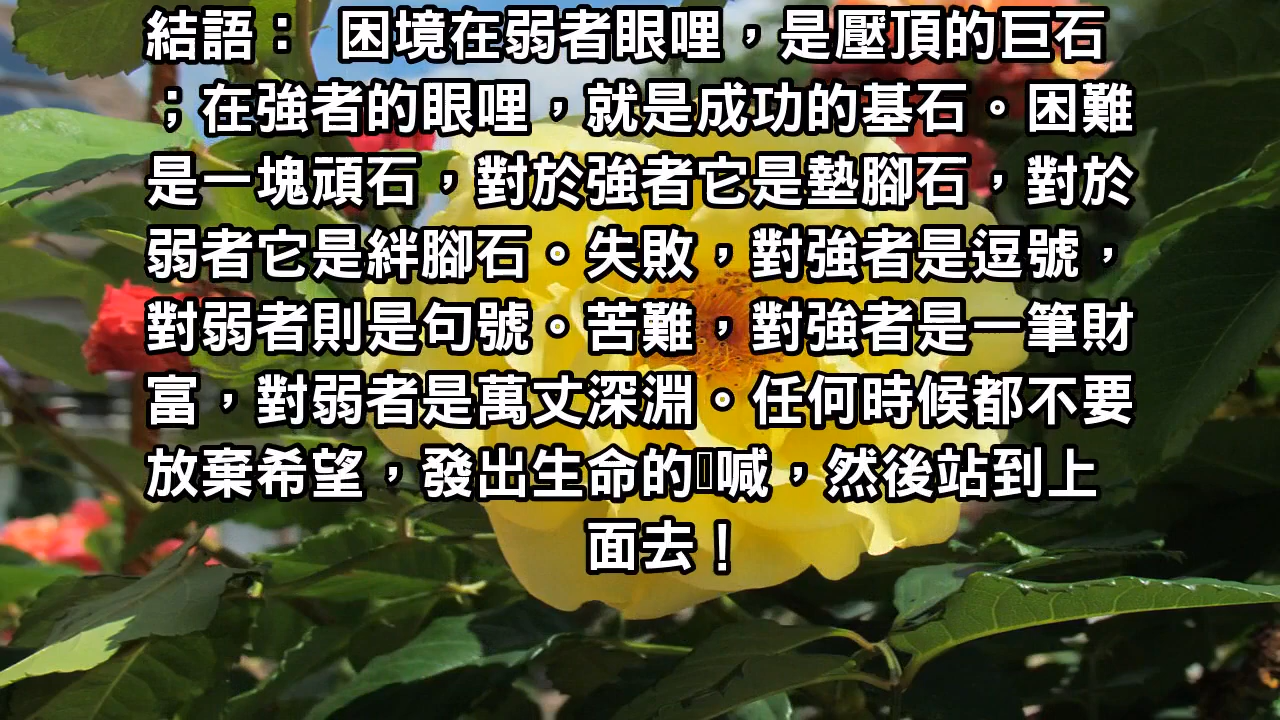 結語： 困境在弱者眼哩，是壓頂的巨石
；在強者的眼哩，就是成功的基石。困難
是一塊頑石，對於強者它是墊腳石，對於
弱者它是絆腳石。失敗，對強者是逗號，
對弱者則是句號。苦難，對強者是一筆財
富，對弱者是萬丈深淵。任何時候都不要
放棄希望，發出生命的喊，然後站到上
面去！